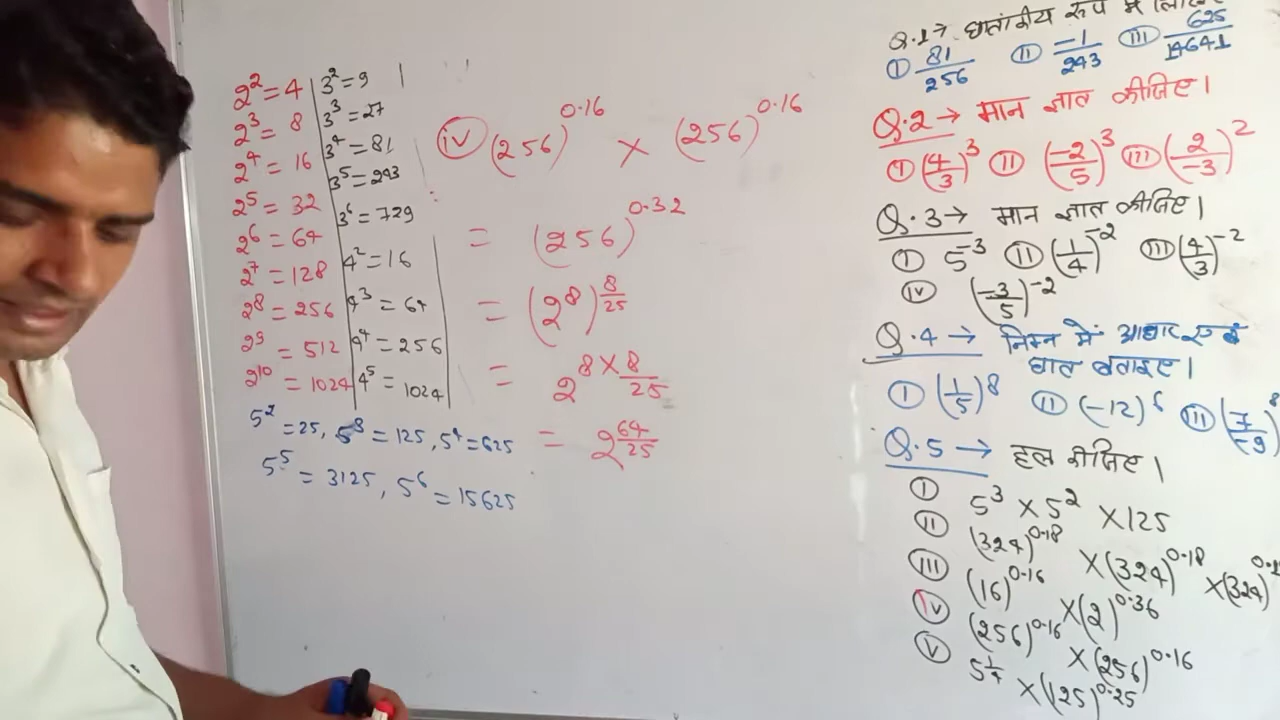 2² = 4
2³ = 8
2⁴ = 16
2⁵ = 32
2⁶ = 64
2⁷ = 128
2⁸ = 256
2⁹ = 512
2¹⁰ = 1024
3² = 9
3³ = 27
3⁴ = 81
3⁵ = 243
3⁶ = 729
4² = 16
4³ = 64
4⁴ = 256
4⁵ = 1024
5² = 25, 5³ = 125, 5⁴ = 625
5⁵ = 3125, 5⁶ = 15625
(iv) (256)^0.16 × (256)^0.16
= (256)^0.32
= (2⁸)^8/25
= 2^8×8/25
= 2^64/25
Q.1→ घातांकीय रूप में
(I) 81/256 (II) -1/243 (III) 625/14641
Q.2→ मान ज्ञात कीजिए।
(I) (4/3)³ (II) (-2/5)³ (III) (2/-3)²
Q.3→ मान ज्ञात कीजिए।
(I) 5⁻³ (II) (1/4)⁻² (III) (4/3)⁻²
(IV) (-3/5)⁻²
Q.4→ निम्न में आधार एवं
घात बताइए।
(I) (1/5)⁸ (II) (-12)⁶ (III) (7/-9)⁸
Q.5→ हल कीजिए।
(I) 5³ × 5² × 125
(II) (324)^0.18 × (324)^0.18 × (324)
(III) (16)^0.16 × (2)^0.36
(IV) (256)^0.16 × (256)^0.16
(V) 5^1/4 × (125)^0.25